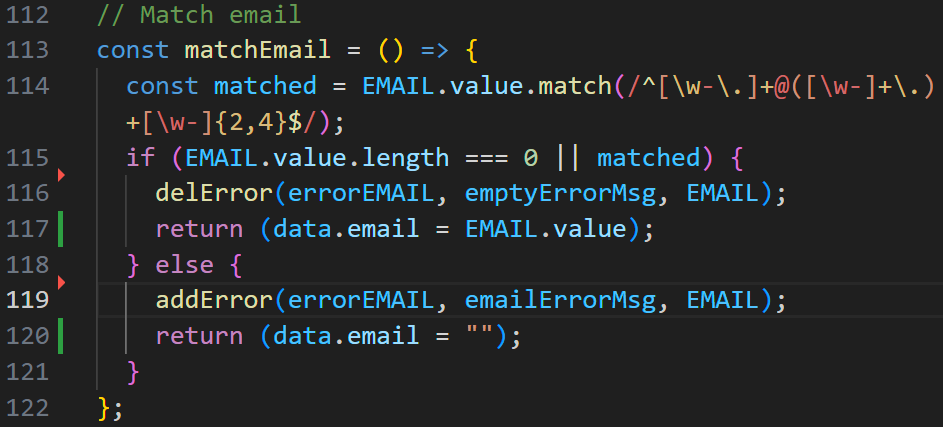 112 // Match email
113 const matchEmail = () => {
114 const matched = EMAIL.value.match(/^[\w-\.]+@([\w-]+\.)
+[\w-]{2,4}$/);
115 if (EMAIL.value.length === 0 || matched) {
116 delError(errorEMAIL, emptyErrorMsg, EMAIL);
117 return (data.email = EMAIL.value);
118 } else {
119 addError(errorEMAIL, emailErrorMsg, EMAIL);
120 return (data.email = "");
121 }
122 };